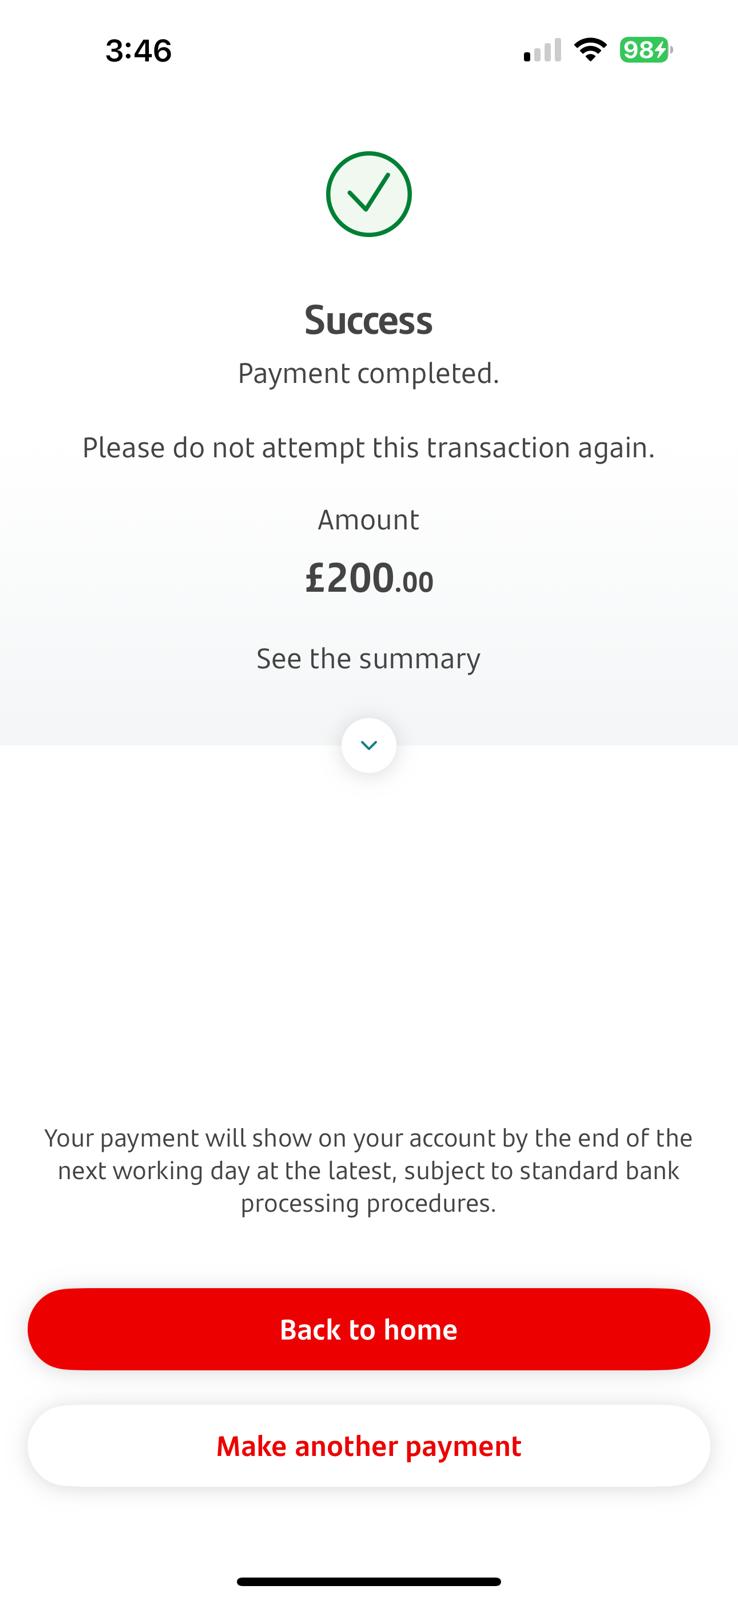 3:46
98
Success
Payment completed.
Please do not attempt this transaction again.
Amount
£200.00
See the summary
Your payment will show on your account by the end of the
next working day at the latest, subject to standard bank
processing procedures.
Back to home
Make another payment